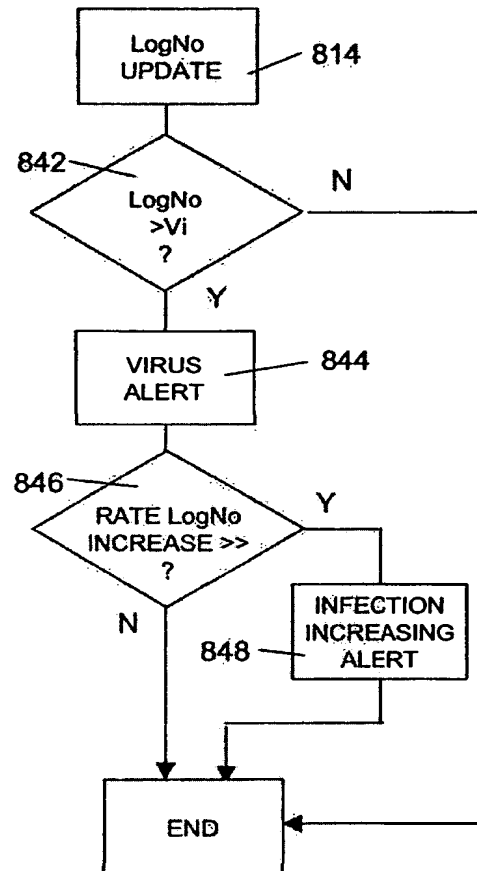 LogNo
UPDATE
814
842
LogNo
>Vi
?
N
Y
VIRUS
ALERT
844
846
RATE LogNo
INCREASE >>
?
Y
N
INFECTION
INCREASING
ALERT
848
END